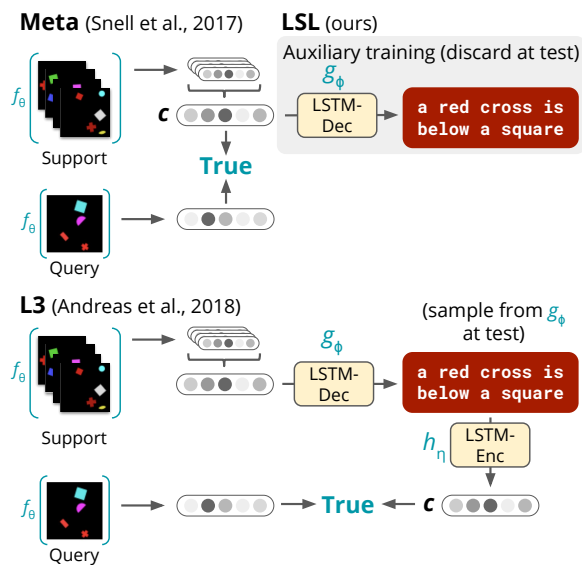 Meta (Snell et al., 2017)
LSL (ours)
Auxiliary training (discard at test)
fθ
Support
c
gϕ
LSTM-
Dec
a red cross is
below a square
True
fθ
Query
L3 (Andreas et al., 2018)
(sample from gϕ
at test)
fθ
Support
gϕ
LSTM-
Dec
a red cross is
below a square
hη
LSTM-
Enc
fθ
Query
True
c